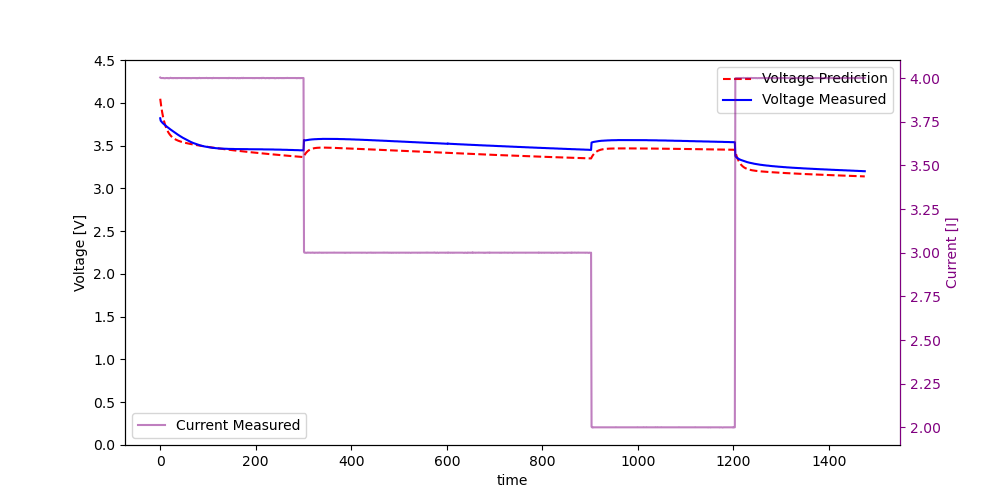 Voltage [V]
4.5
4.0
3.5
3.0
2.5
2.0
1.5
1.0
0.5
0.0
Voltage Prediction
Voltage Measured
Current Measured
4.00
3.75
3.50
3.25
3.00
2.75
2.50
2.25
2.00
Current [I]
0 200 400 600 800 1000 1200 1400
time